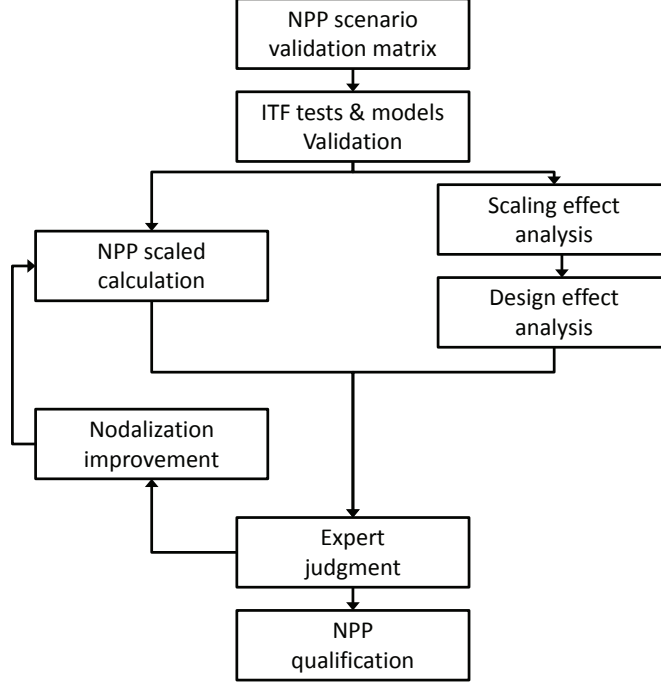 NPP scenario
validation matrix
ITF tests & models
Validation
Scaling effect
analysis
NPP scaled
calculation
Design effect
analysis
Nodalization
improvement
Expert
judgment
NPP
qualification